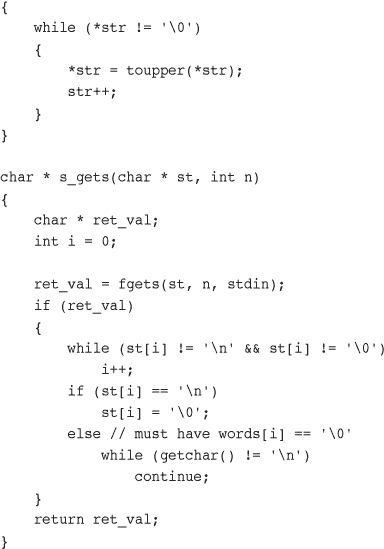 {
    while (*str != '\0')
    {
        *str = toupper(*str);
        str++;
    }
}

char * s_gets(char * st, int n)
{
    char * ret_val;
    int i = 0;

    ret_val = fgets(st, n, stdin);
    if (ret_val)
    {
        while (st[i] != '\n' && st[i] != '\0')
            i++;
        if (st[i] == '\n')
            st[i] = '\0';
        else // must have words[i] == '\0'
            while (getchar() != '\n')
                continue;
    }
    return ret_val;
}